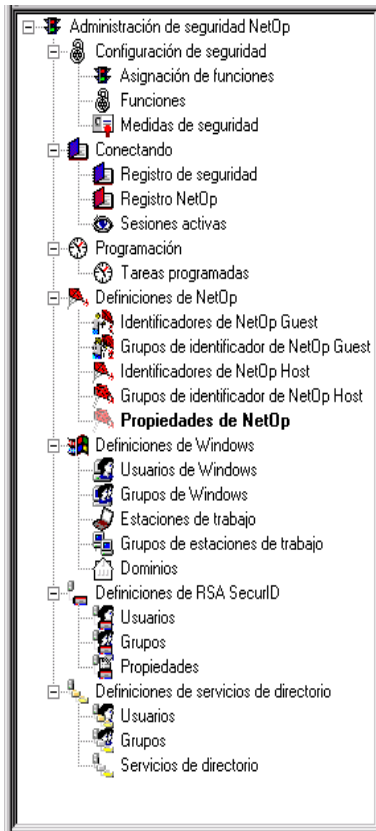 Administración de seguridad NetOp
Configuración de seguridad
Asignación de funciones
Funciones
Medidas de seguridad
Conectando
Registro de seguridad
Registro NetOp
Sesiones activas
Programación
Tareas programadas
Definiciones de NetOp
Identificadores de NetOp Guest
Grupos de identificador de NetOp Guest
Identificadores de NetOp Host
Grupos de identificador de NetOp Host
Propiedades de NetOp
Definiciones de Windows
Usuarios de Windows
Grupos de Windows
Estaciones de trabajo
Grupos de estaciones de trabajo
Dominios
Definiciones de RSA SecurID
Usuarios
Grupos
Propiedades
Definiciones de servicios de directorio
Usuarios
Grupos
Servicios de directorio